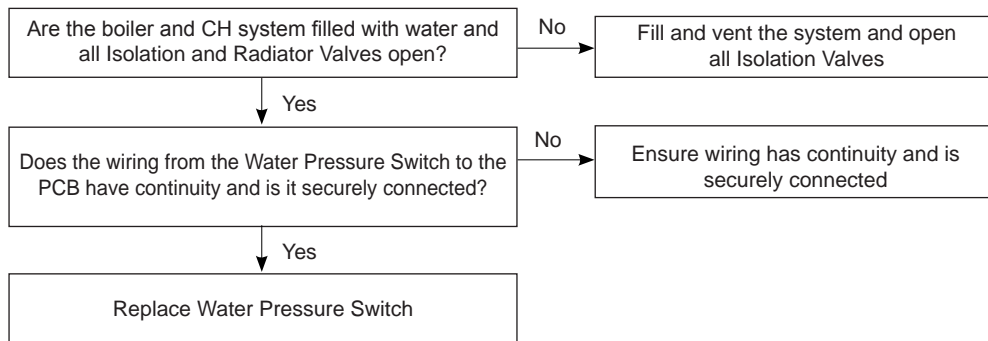 Are the boiler and CH system filled with water and
all Isolation and Radiator Valves open?
No
Fill and vent the system and open
all Isolation Valves
Yes
Does the wiring from the Water Pressure Switch to the
PCB have continuity and is it securely connected?
No
Ensure wiring has continuity and is
securely connected
Yes
Replace Water Pressure Switch